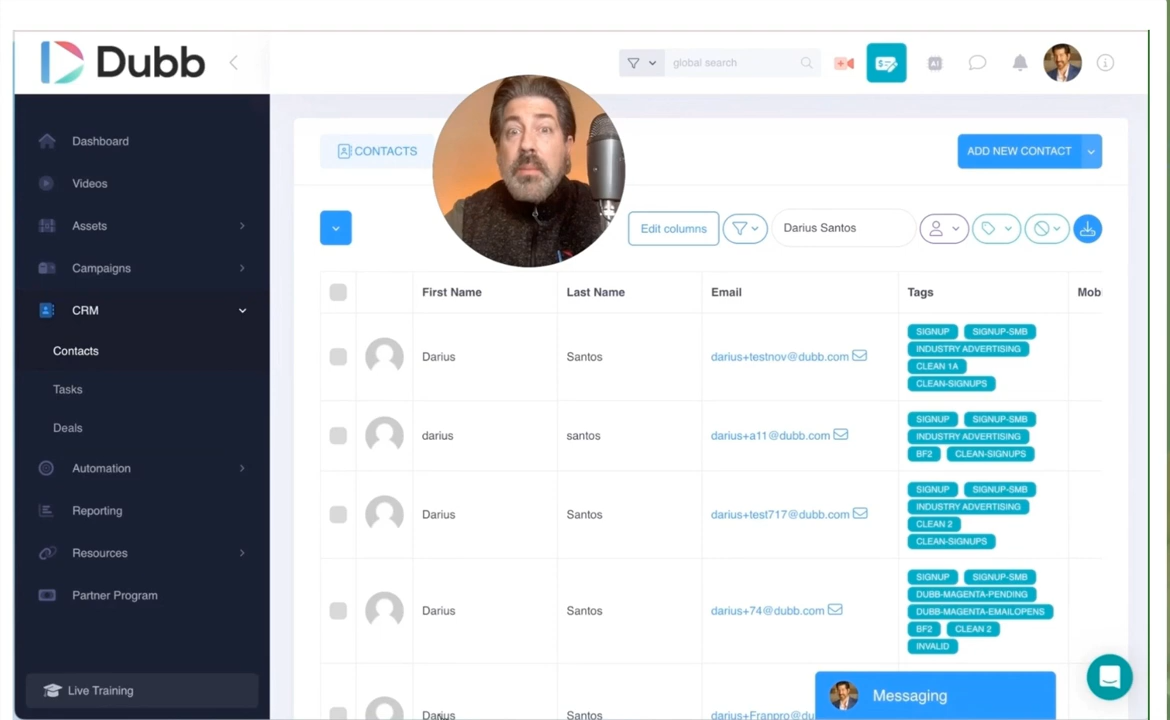 Dubb
global search
AI
Dashboard
Videos
Assets
Campaigns
CRM
Contacts
Tasks
Deals
Automation
Reporting
Resources
Partner Program
Live Training
CONTACTS
ADD NEW CONTACT
Edit columns
Darius Santos
First Name Last Name Email Tags Mob
Darius Santos darius+testnov@dubb.com
SIGNUP SIGNUP-SMB
INDUSTRY ADVERTISING
CLEAN 1A
CLEAN-SIGNUPS
darius santos darius+a11@dubb.com
SIGNUP SIGNUP-SMB
INDUSTRY ADVERTISING
BF2 CLEAN-SIGNUPS
Darius Santos darius+test717@dubb.com
SIGNUP SIGNUP-SMB
INDUSTRY ADVERTISING
CLEAN 2
CLEAN-SIGNUPS
Darius Santos darius+74@dubb.com
SIGNUP SIGNUP-SMB
DUBB-MAGENTA-PENDING
DUBB-MAGENTA-EMAILOPENS
BF2 CLEAN 2
INVALID
Darius Santos darius+Franpro@du
Messaging